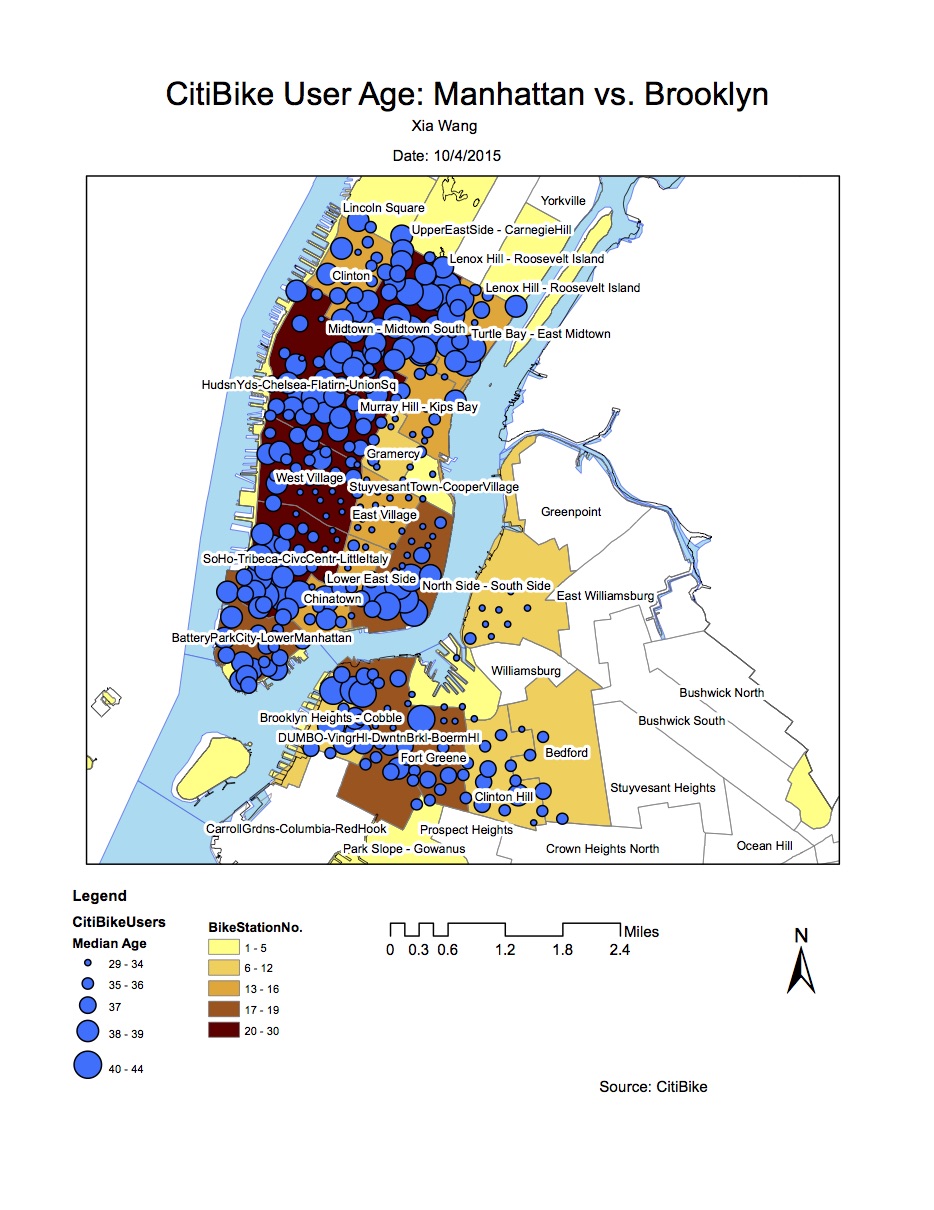 CitiBike User Age: Manhattan vs. Brooklyn
Xia Wang
Date: 10/4/2015
Yorkville
Lincoln Square
UpperEastSide - CarnegieHill
Lenox Hill - Roosevelt Island
Clinton
Lenox Hill - Roosevelt Island
Midtown - Midtown South
Turtle Bay - East Midtown
HudsnYds-Chelsea-Flatirn-UnionSq
Murray Hill - Kips Bay
Gramercy
West Village
StuyvesantTown-CooperVillage
East Village
Greenpoint
SoHo-Tribeca-CivcCentr-LittleItaly
Lower East Side
North Side - South Side
Chinatown
East Williamsburg
BatteryParkCity-LowerManhattan
Williamsburg
Bushwick North
Brooklyn Heights - Cobble
Bushwick South
DUMBO-VingrHl-DwntnBrkl-BoermHl
Bedford
Fort Greene
Stuyvesant Heights
Clinton Hill
CarrollGrdns-Columbia-RedHook
Prospect Heights
Park Slope - Gowanus
Crown Heights North
Ocean Hill
Legend
CitiBikeUsers
Median Age
29 - 34
35 - 36
37
38 - 39
40 - 44
BikeStationNo.
1 - 5
6 - 12
13 - 16
17 - 19
20 - 30
Miles
0 0.3 0.6 1.2 1.8 2.4
N
Source: CitiBike